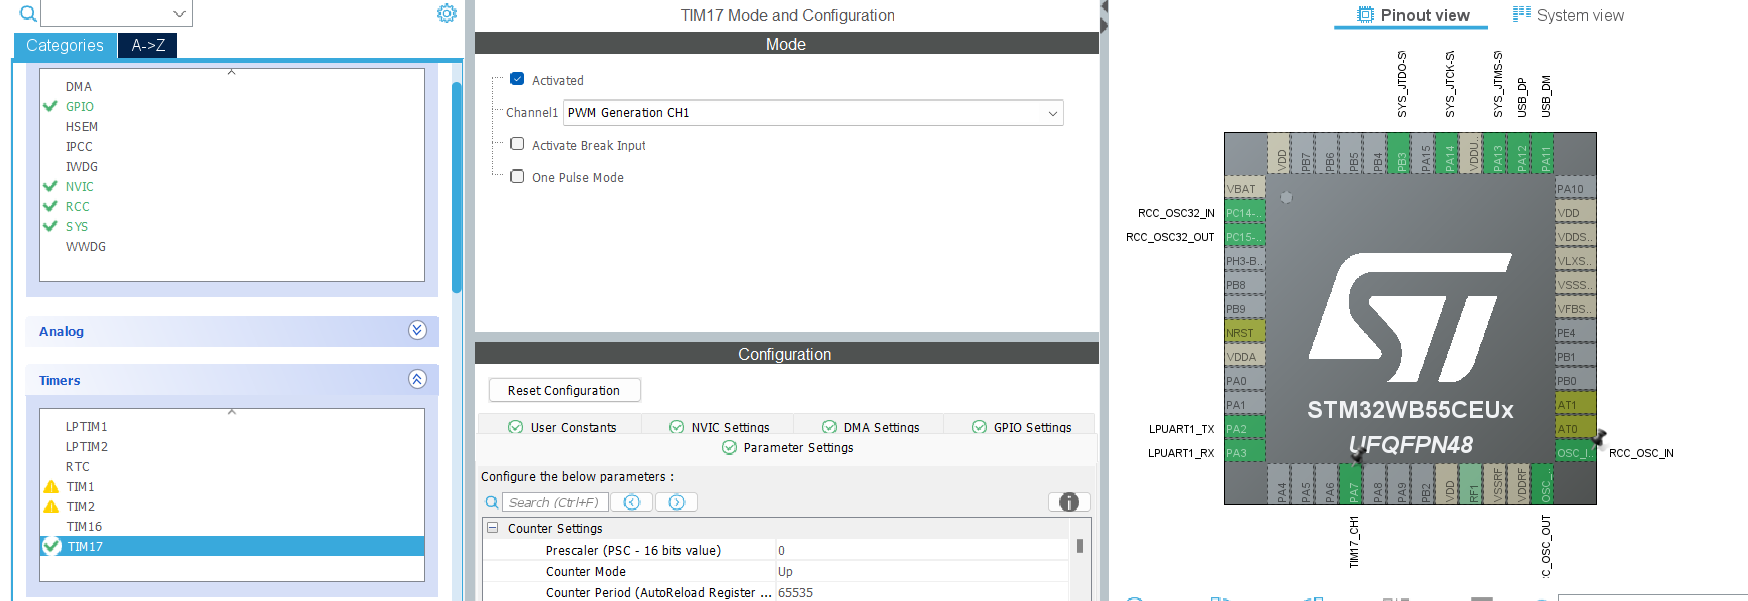 Categories
A->Z
DMA
GPIO
HSEM
IPCC
IWDG
NVIC
RCC
SYS
WWDG
Analog
Timers
LPTIM1
LPTIM2
RTC
TIM1
TIM2
TIM16
TIM17
TIM17 Mode and Configuration
Mode
Activated
Channel1 PWM Generation CH1
Activate Break Input
One Pulse Mode
Configuration
Reset Configuration
User Constants
NVIC Settings
DMA Settings
GPIO Settings
Parameter Settings
Configure the below parameters :
Search (Ctrl+F)
Counter Settings
Prescaler (PSC - 16 bits value) 0
Counter Mode Up
Counter Period (AutoReload Register ... 65535
Pinout view
System view
SYS_JTDO-S
SYS_JTCK-S
SYS_JTMS-S
USB_DP
USB_DM
VDD
PB7
PB6
PB5
PB4
PB3
PA15
PA14
VDDU..
PA13
PA12
PA11
VBAT
RCC_OSC32_IN PC14-..
RCC_OSC32_OUT PC15-..
PH3-B..
PB8
PB9
NRST
VDDA
PA0
PA1
LPUART1_TX PA2
LPUART1_RX PA3
PA10
VDD
VDDS..
VLXS..
VSSS..
VFBS..
PE4
PB1
PB0
AT1
AT0
OSC_I.. RCC_OSC_IN
ST
STM32WB55CEUx
UFQFPN48
PA4
PA5
PA6
PA7
PA8
PA9
PB2
VDD
RF1
VSSRF
VDDRF
OSC_
TIM17_CH1
C_OSC_OUT